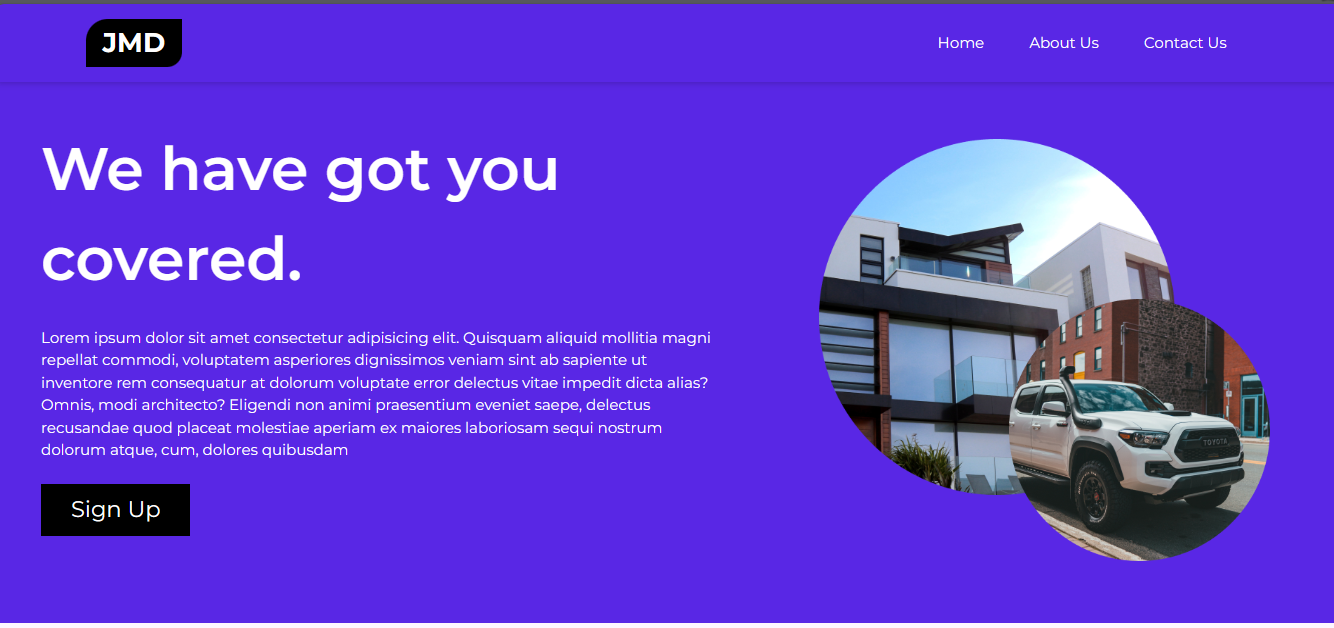 JMD
Home
About Us
Contact Us
We have got you
covered.
Lorem ipsum dolor sit amet consectetur adipisicing elit. Quisquam aliquid mollitia magni
repellat commodi, voluptatem asperiores dignissimos veniam sint ab sapiente ut
inventore rem consequatur at dolorum voluptate error delectus vitae impedit dicta alias?
Omnis, modi architecto? Eligendi non animi praesentium eveniet saepe, delectus
recusandae quod placeat molestiae aperiam ex maiores laboriosam sequi nostrum
dolorum atque, cum, dolores quibusdam
Sign Up
TOYOTA